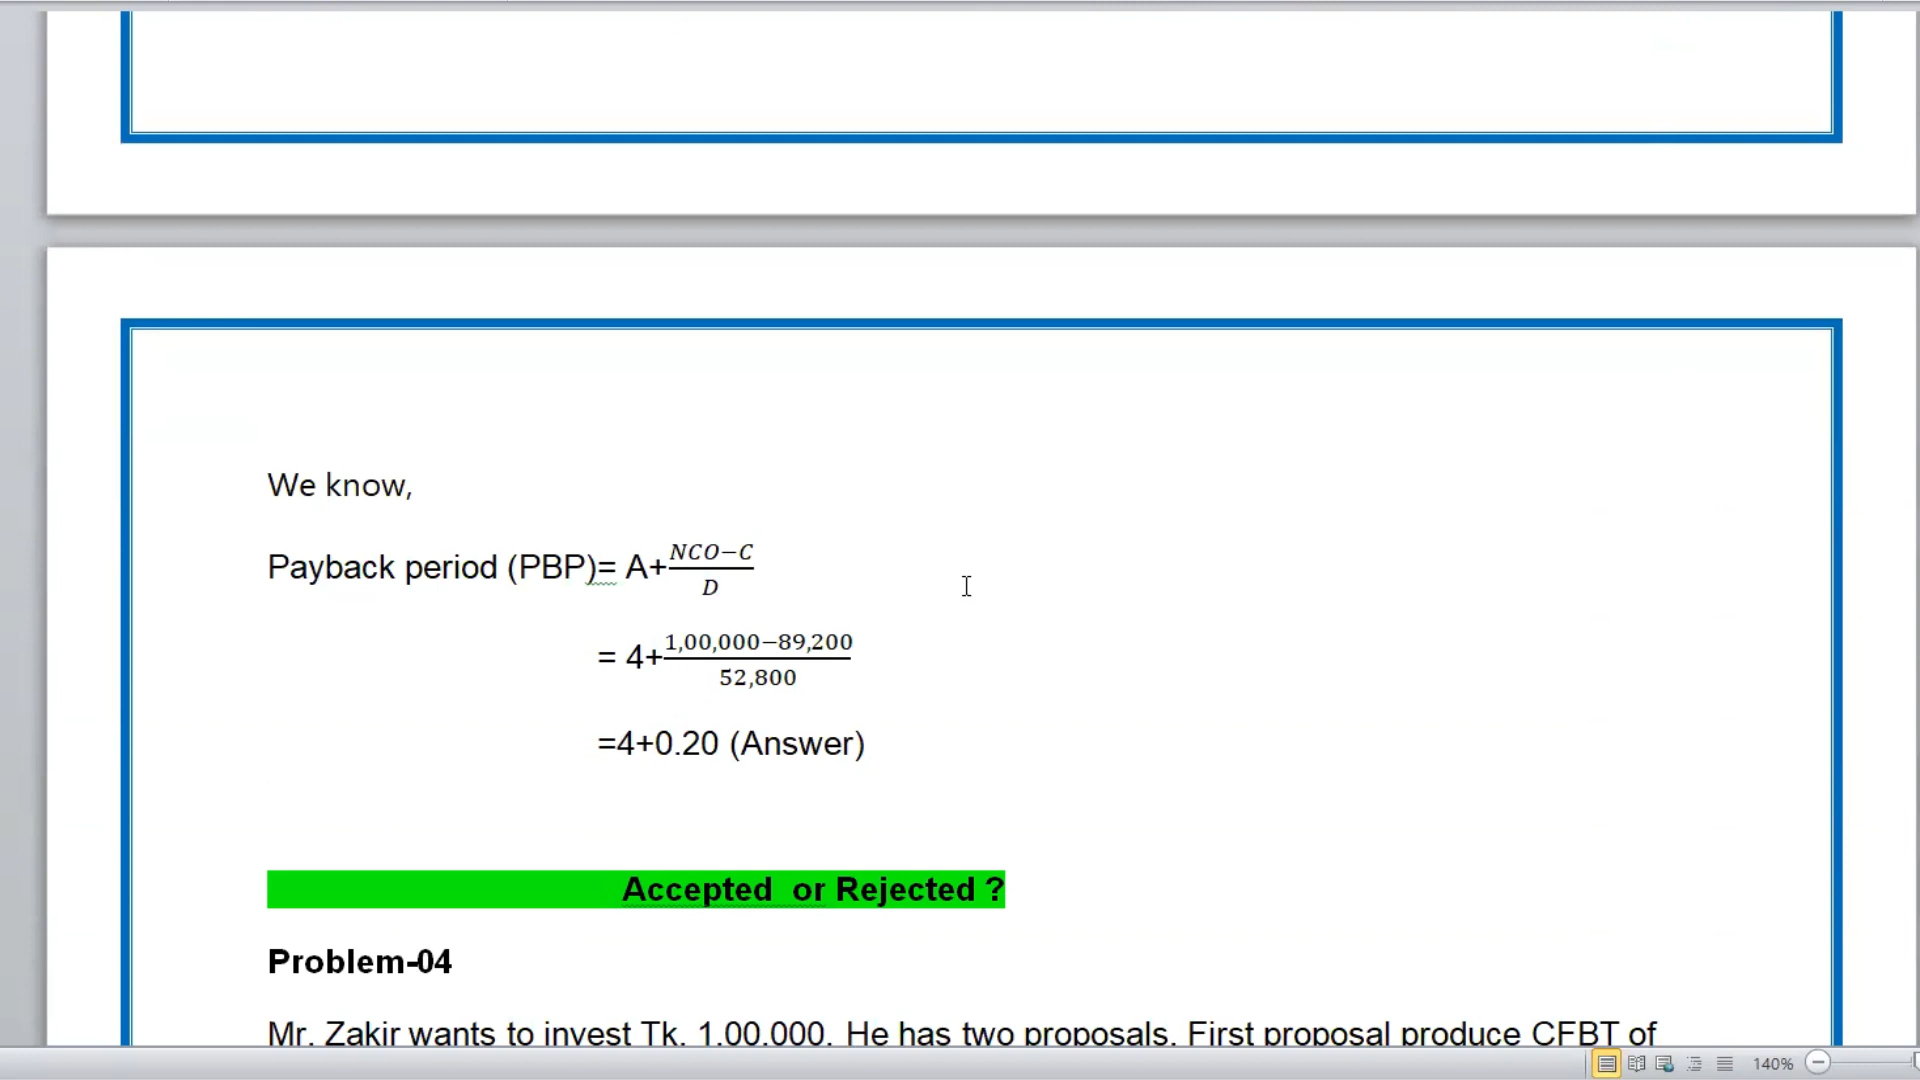 We know,
Payback period (PBP)= A+\frac{NCO−C}{D}
= 4+\frac{1,00,000−89,200}{52,800}
=4+0.20 (Answer)
Accepted or Rejected ?
Problem-04
Mr. Zakir wants to invest Tk. 1,00,000. He has two proposals. First proposal produce CFBT of
140%